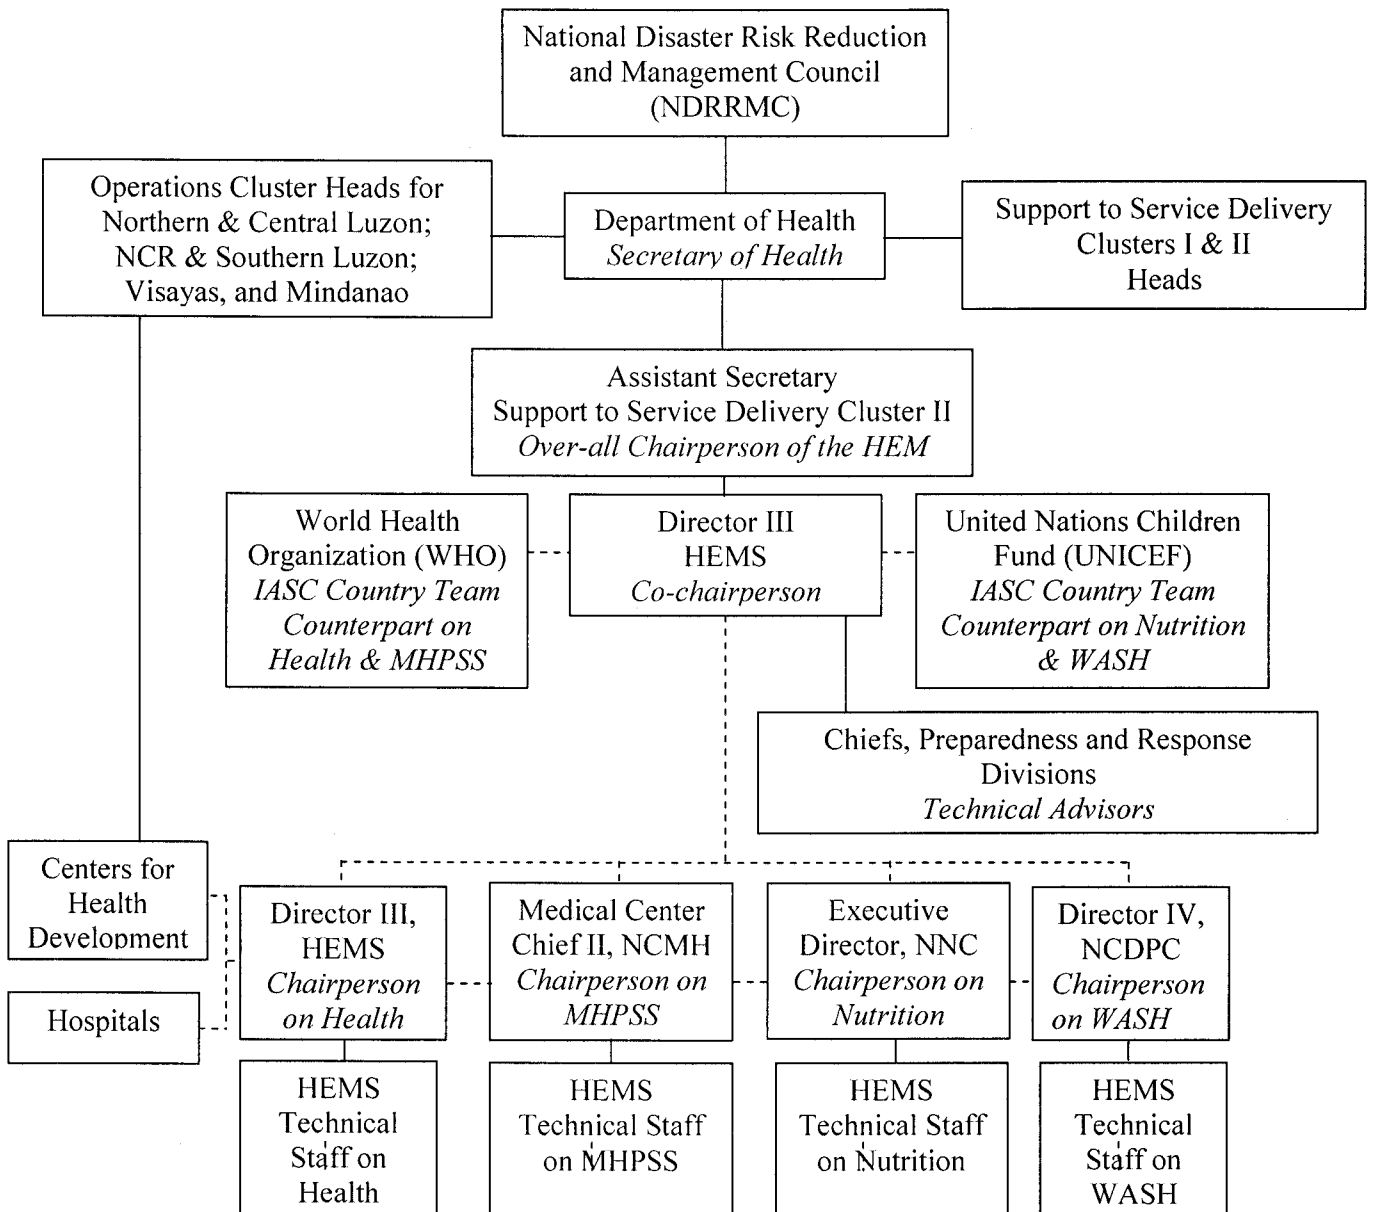 National Disaster Risk Reduction
and Management Council
(NDRRMC)
Operations Cluster Heads for
Northern & Central Luzon;
NCR & Southern Luzon;
Visayas, and Mindanao
Department of Health
Secretary of Health
Support to Service Delivery
Clusters I & II
Heads
Assistant Secretary
Support to Service Delivery Cluster II
Over-all Chairperson of the HEM
World Health
Organization (WHO)
IASC Country Team
Counterpart on
Health & MHPSS
Director III
HEMS
Co-chairperson
United Nations Children
Fund (UNICEF)
IASC Country Team
Counterpart on Nutrition
& WASH
Chiefs, Preparedness and Response
Divisions
Technical Advisors
Centers for
Health
Development
Hospitals
Director III,
HEMS
Chairperson
on Health
Medical Center
Chief II, NCMH
Chairperson on
MHPSS
Executive
Director, NNC
Chairperson on
Nutrition
Director IV,
NCDPC
Chairperson
on WASH
HEMS
Technical
Staff on
Health
HEMS
Technical Staff
on MHPSS
HEMS
Technical Staff
on Nutrition
HEMS
Technical
Staff on
WASH